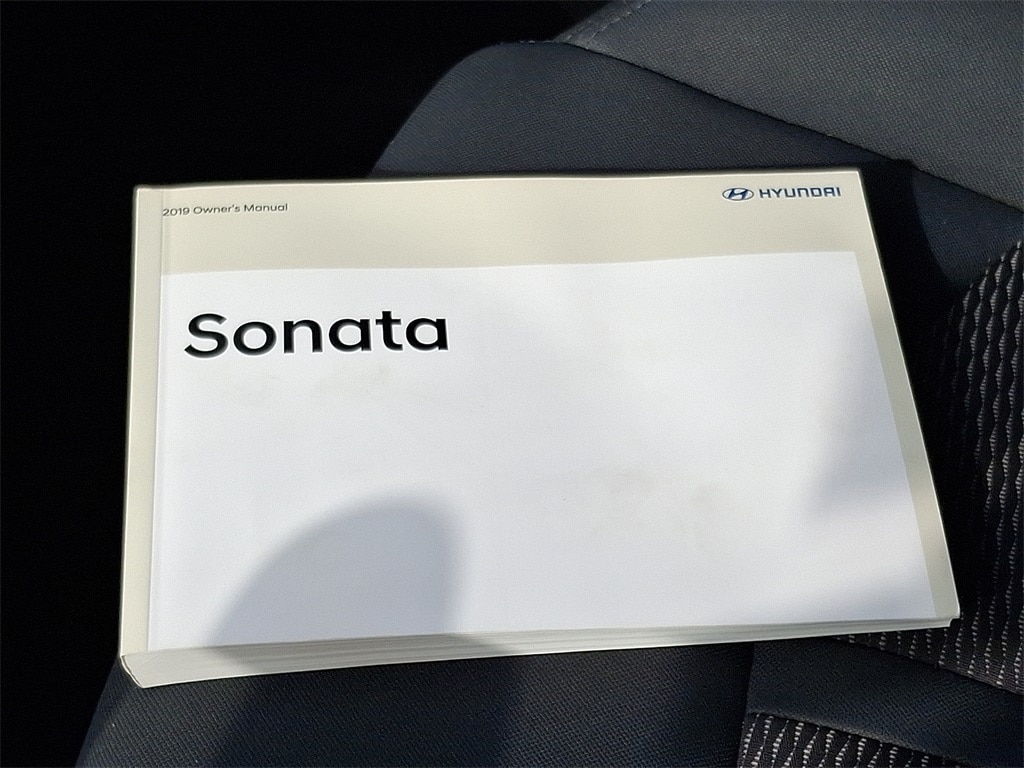 2019 Owner's Manual
HYUNDAI
Sonata